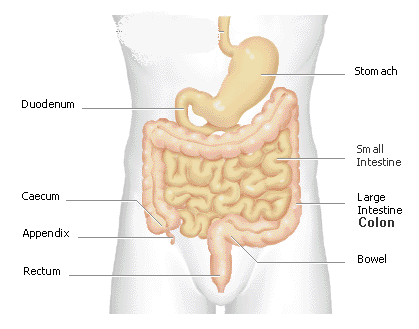 Stomach
Duodenum
Small
Intestine
Caecum
Large
Intestine
Colon
Appendix
Bowel
Rectum